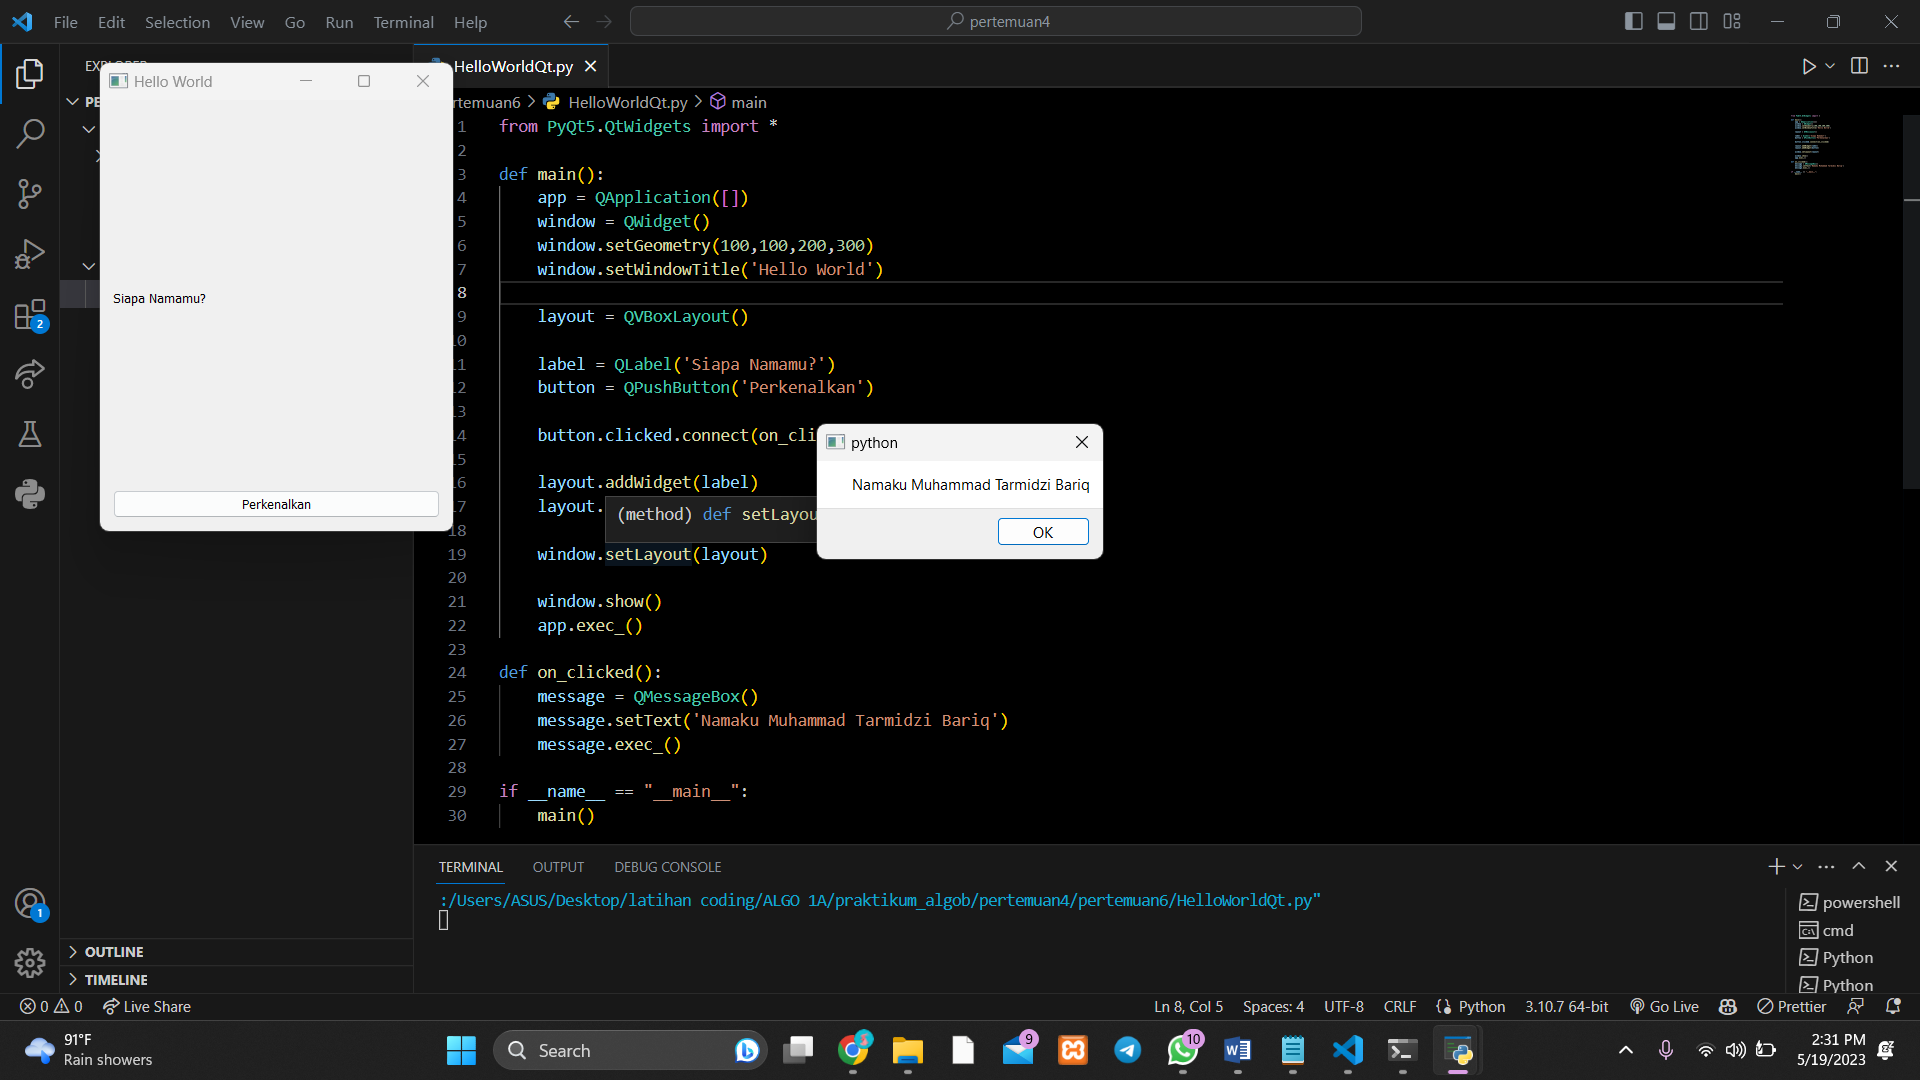 File Edit Selection View Go Run Terminal Help
pertemuan4
Hello World
Siapa Namamu?
Perkenalkan
HelloWorldQt.py
HelloWorldQt.py > main
1 from PyQt5.QtWidgets import *
2
3 def main():
4     app = QApplication([])
5     window = QWidget()
6     window.setGeometry(100,100,200,300)
7     window.setWindowTitle('Hello World')
8
9     layout = QVBoxLayout()
10
11     label = QLabel('Siapa Namamu?')
12     button = QPushButton('Perkenalkan')
13
14     button.clicked.connect(on_cli
15
16     layout.addWidget(label)
17     layout.
(method) def setLayou
18
19     window.setLayout(layout)
20
21     window.show()
22     app.exec_()
23
24 def on_clicked():
25     message = QMessageBox()
26     message.setText('Namaku Muhammad Tarmidzi Bariq')
27     message.exec_()
28
29 if __name__ == "__main__":
30     main()
python
Namaku Muhammad Tarmidzi Bariq
OK
2
1
OUTLINE
TIMELINE
TERMINAL OUTPUT DEBUG CONSOLE
:/Users/ASUS/Desktop/latihan coding/ALGO 1A/praktikum_algob/pertemuan4/pertemuan6/HelloWorldQt.py"
powershell
cmd
Python
Python
0 0 Live Share
Ln 8, Col 5 Spaces: 4 UTF-8 CRLF Python 3.10.7 64-bit Go Live Prettier
91°F
Rain showers
Search
9
10
2:31 PM
5/19/2023